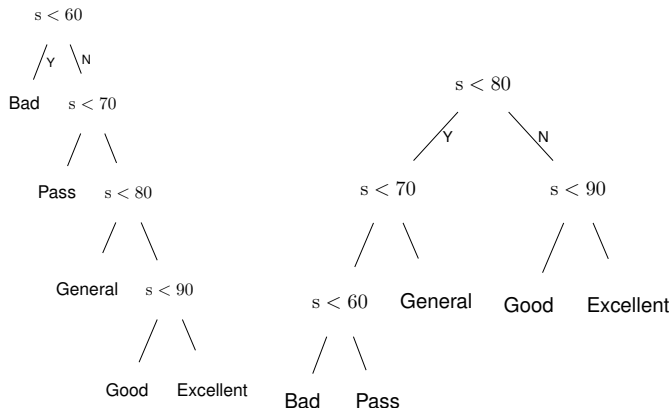 s < 60
Y N
Bad s < 70
Pass s < 80
General s < 90
Good Excellent
s < 80
Y N
s < 70 s < 90
s < 60 General Good Excellent
Bad Pass